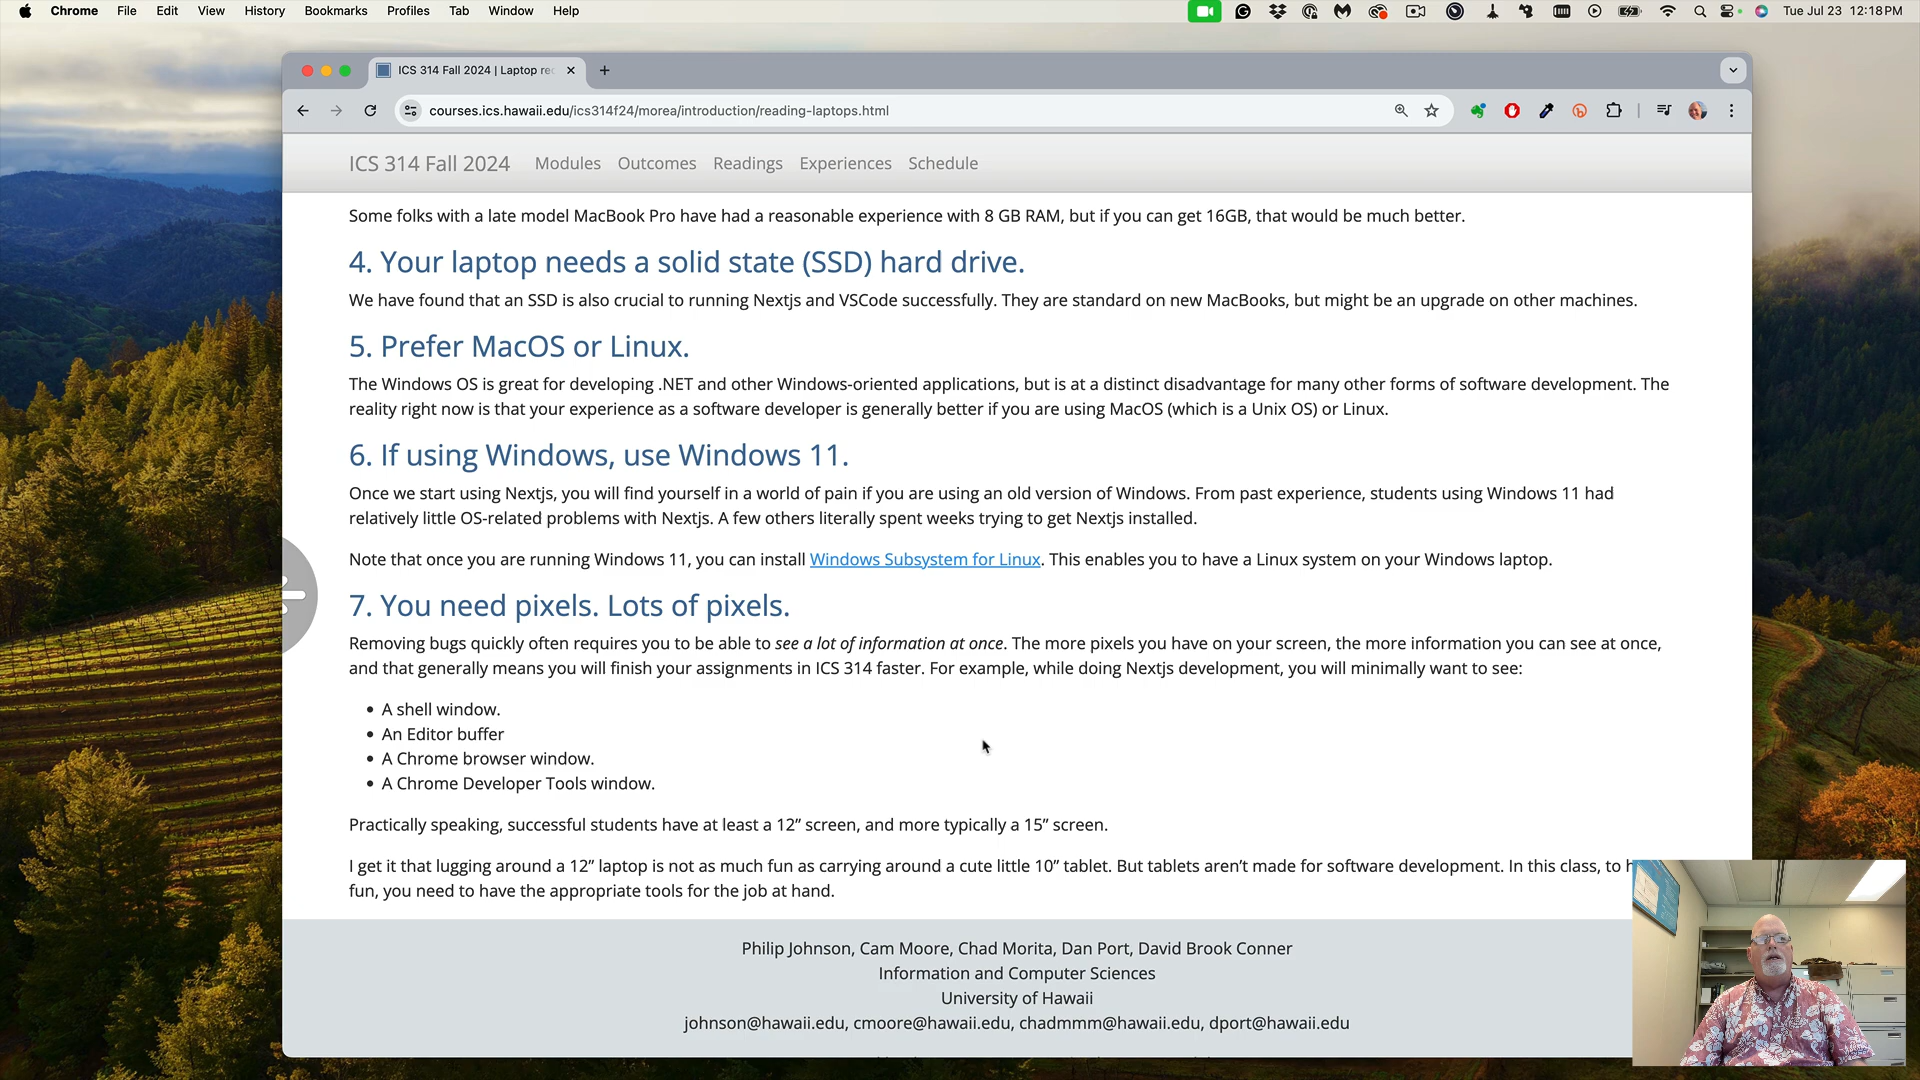 Chrome File Edit View History Bookmarks Profiles Tab Window Help Tue Jul 23 12:18 PM
ICS 314 Fall 2024 | Laptop rec
courses.ics.hawaii.edu/ics314f24/morea/introduction/reading-laptops.html
ICS 314 Fall 2024 Modules Outcomes Readings Experiences Schedule
Some folks with a late model MacBook Pro have had a reasonable experience with 8 GB RAM, but if you can get 16GB, that would be much better.
4. Your laptop needs a solid state (SSD) hard drive.
We have found that an SSD is also crucial to running Nextjs and VSCode successfully. They are standard on new MacBooks, but might be an upgrade on other machines.
5. Prefer MacOS or Linux.
The Windows OS is great for developing .NET and other Windows-oriented applications, but is at a distinct disadvantage for many other forms of software development. The
reality right now is that your experience as a software developer is generally better if you are using MacOS (which is a Unix OS) or Linux.
6. If using Windows, use Windows 11.
Once we start using Nextjs, you will find yourself in a world of pain if you are using an old version of Windows. From past experience, students using Windows 11 had
relatively little OS-related problems with Nextjs. A few others literally spent weeks trying to get Nextjs installed.
Note that once you are running Windows 11, you can install Windows Subsystem for Linux. This enables you to have a Linux system on your Windows laptop.
7. You need pixels. Lots of pixels.
Removing bugs quickly often requires you to be able to see a lot of information at once. The more pixels you have on your screen, the more information you can see at once,
and that generally means you will finish your assignments in ICS 314 faster. For example, while doing Nextjs development, you will minimally want to see:
• A shell window.
• An Editor buffer
• A Chrome browser window.
• A Chrome Developer Tools window.
Practically speaking, successful students have at least a 12” screen, and more typically a 15” screen.
I get it that lugging around a 12” laptop is not as much fun as carrying around a cute little 10” tablet. But tablets aren’t made for software development. In this class, to
fun, you need to have the appropriate tools for the job at hand.
Philip Johnson, Cam Moore, Chad Morita, Dan Port, David Brook Conner
Information and Computer Sciences
University of Hawaii
johnson@hawaii.edu, cmoore@hawaii.edu, chadmmm@hawaii.edu, dport@hawaii.edu